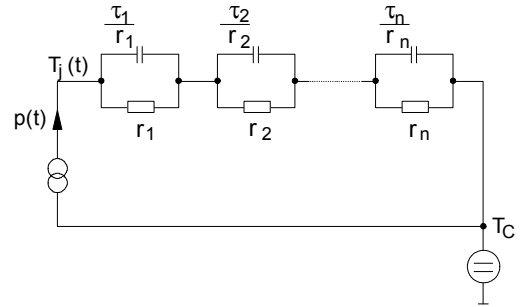 τ1 τ2 τn
r1 r2 rn
Tj(t)
r1 r2 rn
p(t)
TC